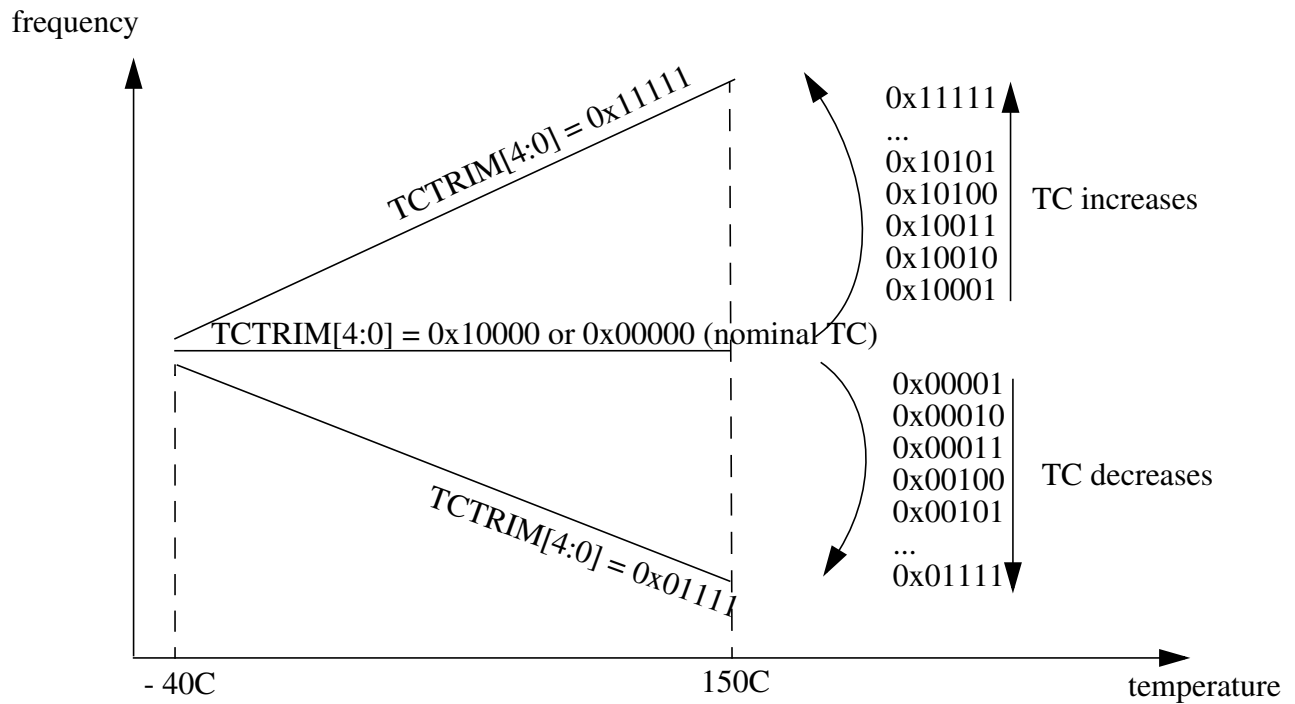 frequency
TCTRIM[4:0] = 0x11111
0x11111
...
0x10101
0x10100
0x10011
0x10010
0x10001
TC increases
TCTRIM[4:0] = 0x10000 or 0x00000 (nominal TC)
0x00001
0x00010
0x00011
0x00100
0x00101
...
0x01111
TC decreases
TCTRIM[4:0] = 0x01111
- 40C
150C
temperature